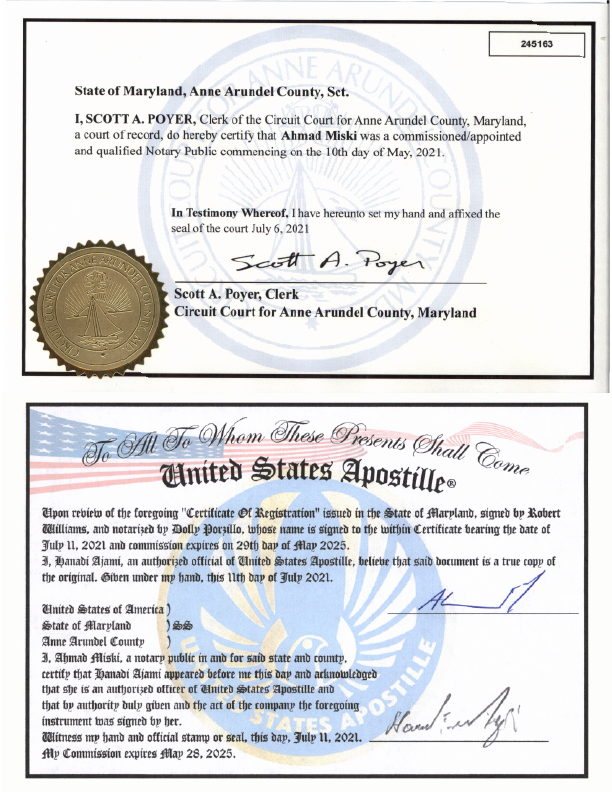 245163
State of Maryland, Anne Arundel County, Sct.
I, SCOTT A. POYER, Clerk of the Circuit Court for Anne Arundel County, Maryland,
a court of record, do hereby certify that Ahmad Miski was a commissioned/appointed
and qualified Notary Public commencing on the 10th day of May, 2021.
In Testimony Whereof, I have hereunto set my hand and affixed the
seal of the court July 6, 2021
Scott A. Poyer
Scott A. Poyer, Clerk
Circuit Court for Anne Arundel County, Maryland
CIRCUIT COURT FOR ANNE ARUNDEL COUNTY, MD.
To All To Whom These Presents Shall Come
United States Apostille®
Upon review of the foregoing "Certificate Of Registration" issued in the State of Maryland, signed by Robert
Williams, and notarized by Dolly Porzillo, whose name is signed to the within Certificate bearing the date of
July 11, 2021 and commission expires on 29th day of May 2025.
I, Hanadi Ajami, an authorized official of United States Apostille, believe that said document is a true copy of
the original. Given under my hand, this 11th day of July 2021.
United States of America )
State of Maryland ) SS
Anne Arundel County )
I, Ahmad Miski, a notary public in and for said state and county,
certify that Hanadi Ajami appeared before me this day and acknowledged
that she is an authorized officer of United States Apostille and
that by authority duly given and the act of the company the foregoing
instrument was signed by her.
Witness my hand and official stamp or seal, this day, July 11, 2021.
My Commission expires May 28, 2025.
UNITED STATES APOSTILLE